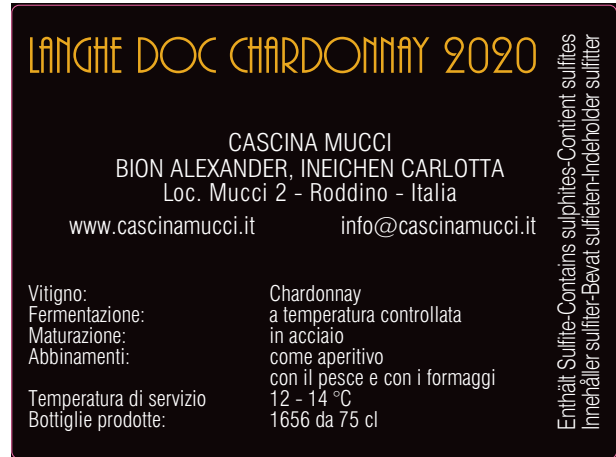 LANGHE DOC CHARDONNAY 2020
CASCINA MUCCI
BION ALEXANDER, INEICHEN CARLOTTA
Loc. Mucci 2 - Roddino - Italia
www.cascinamucci.it info@cascinamucci.it
Vitigno: Chardonnay
Fermentazione: a temperatura controllata
Maturazione: in acciaio
Abbinamenti: come aperitivo
con il pesce e con i formaggi
Temperatura di servizio 12 - 14 °C
Bottiglie prodotte: 1656 da 75 cl
Enthält Sulfite-Contains sulphites-Contient sulfites
Innehåller sulfiter-Bevat sulfieten-Indeholder sulfitter